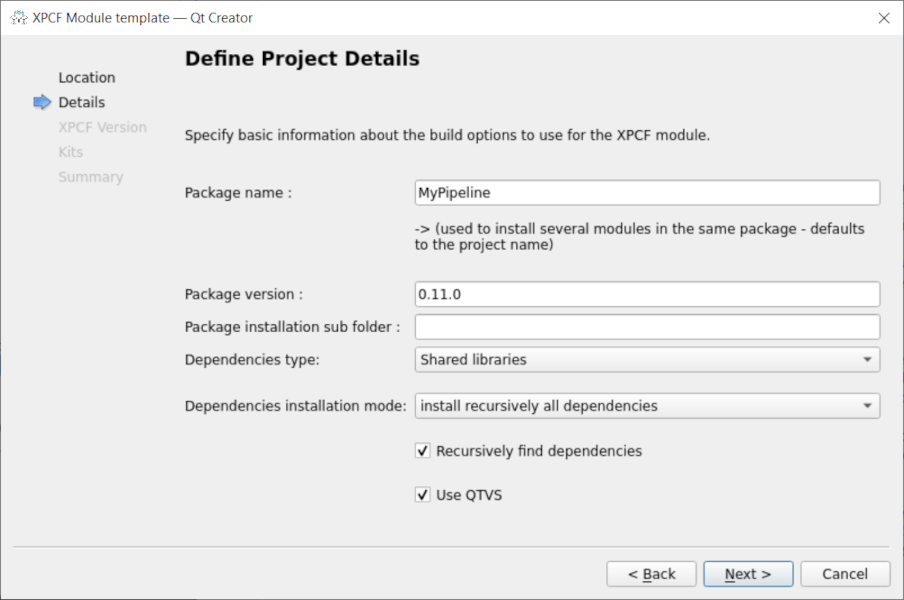 XPCF Module template — Qt Creator
Define Project Details
Location
Details
XPCF Version
Kits
Summary
Specify basic information about the build options to use for the XPCF module.
Package name :
MyPipeline
-> (used to install several modules in the same package - defaults
to the project name)
Package version :
0.11.0
Package installation sub folder :
Dependencies type:
Shared libraries
Dependencies installation mode:
install recursively all dependencies
Recursively find dependencies
Use QTVS
< Back
Next >
Cancel